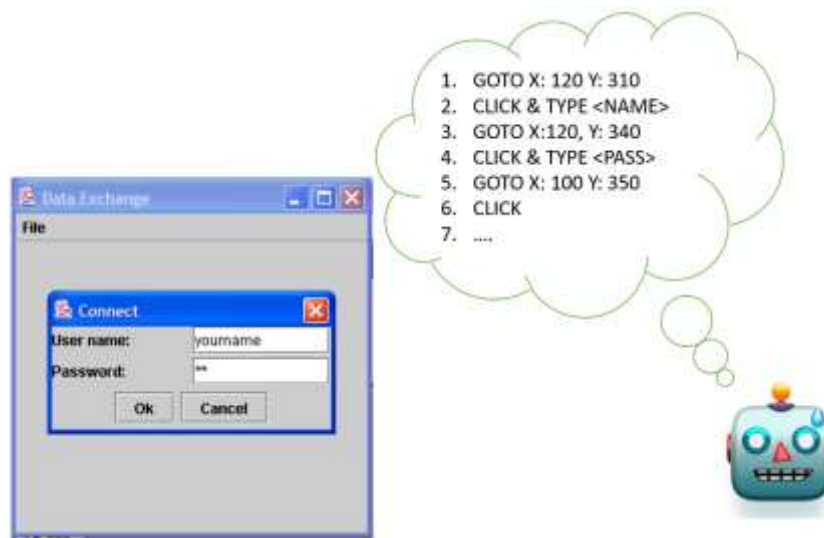 1. GOTO X: 120 Y: 310
2. CLICK & TYPE <NAME>
3. GOTO X:120, Y: 340
4. CLICK & TYPE <PASS>
5. GOTO X: 100 Y: 350
6. CLICK
7. ....
Data Exchange
File
Connect
User name: yourname
Password: **
Ok Cancel